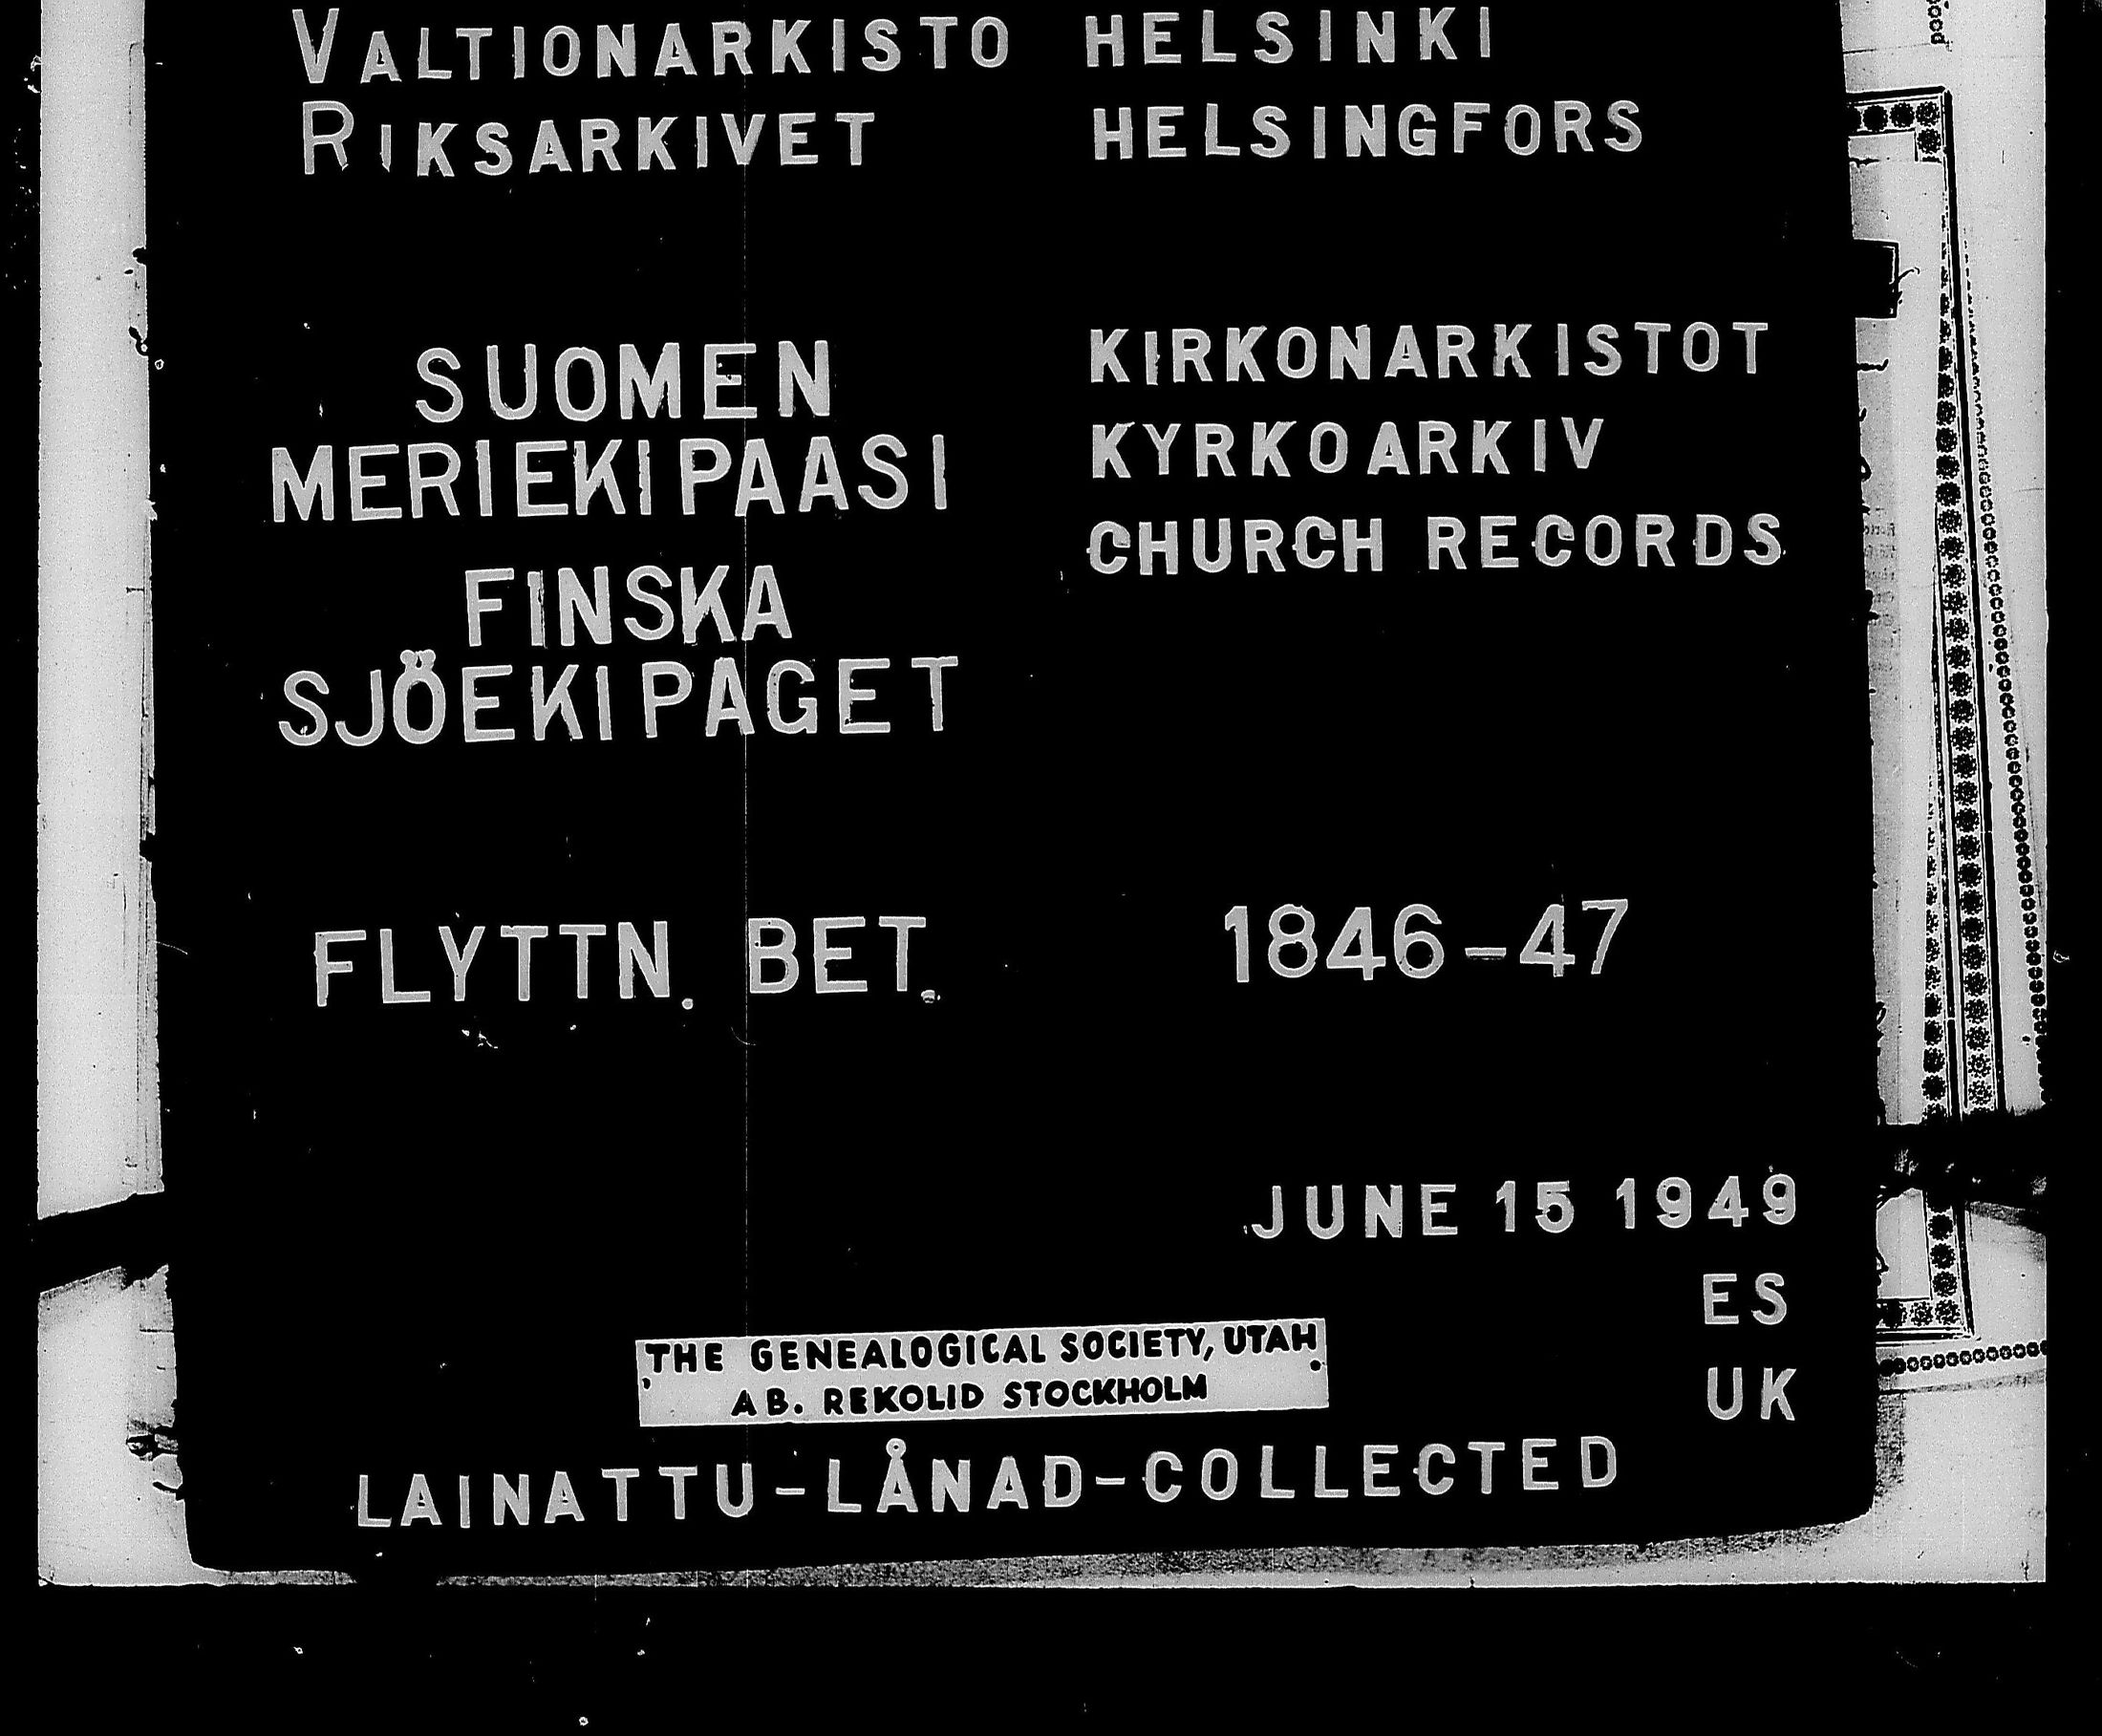 VALTIONARKISTO HELSINKI
RIKSARKIVET HELSINGFORS
SUOMEN
MERIEKIPAASI
FINSKA
SJÖEKIPAGET
KIRKONARKISTOT
KYRKOARKIV
CHURCH RECORDS
FLYTTN. BET. 1846-47
JUNE 15 1949
ES
UK
THE GENEALOGICAL SOCIETY, UTAH
AB. REKOLID STOCKHOLM
LAINATTU-LÅNAD-COLLECTED